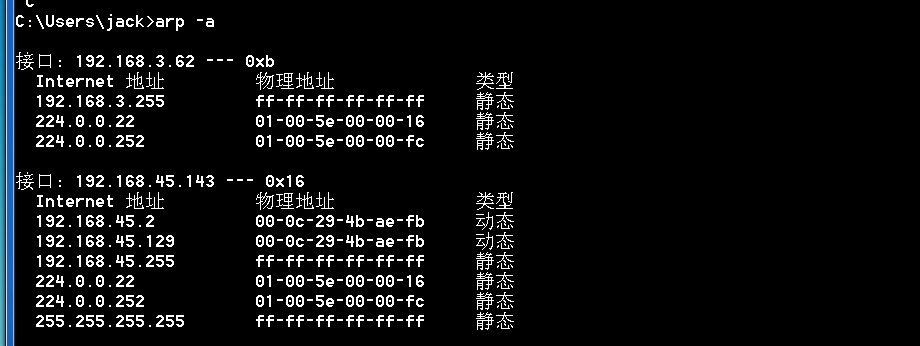 C
C:\Users\jack>arp -a
接口: 192.168.3.62 --- 0xb
Internet 地址 物理地址 类型
192.168.3.255 ff-ff-ff-ff-ff-ff 静态
224.0.0.22 01-00-5e-00-00-16 静态
224.0.0.252 01-00-5e-00-00-fc 静态
接口: 192.168.45.143 --- 0x16
Internet 地址 物理地址 类型
192.168.45.2 00-0c-29-4b-ae-fb 动态
192.168.45.129 00-0c-29-4b-ae-fb 动态
192.168.45.255 ff-ff-ff-ff-ff-ff 静态
224.0.0.22 01-00-5e-00-00-16 静态
224.0.0.252 01-00-5e-00-00-fc 静态
255.255.255.255 ff-ff-ff-ff-ff-ff 静态